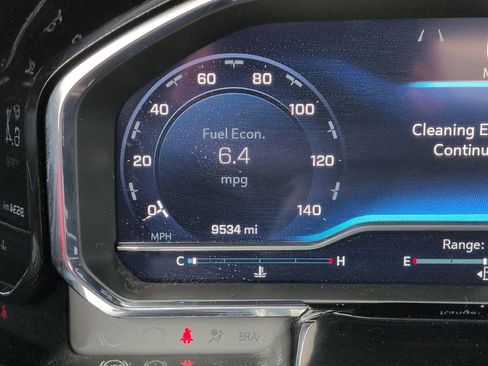 60 80
40 100
20 120
0 140
Fuel Econ.
6.4
mpg
MPH
9534 mi
Cleaning E
Continu
Range:
C H
E
BRAKE